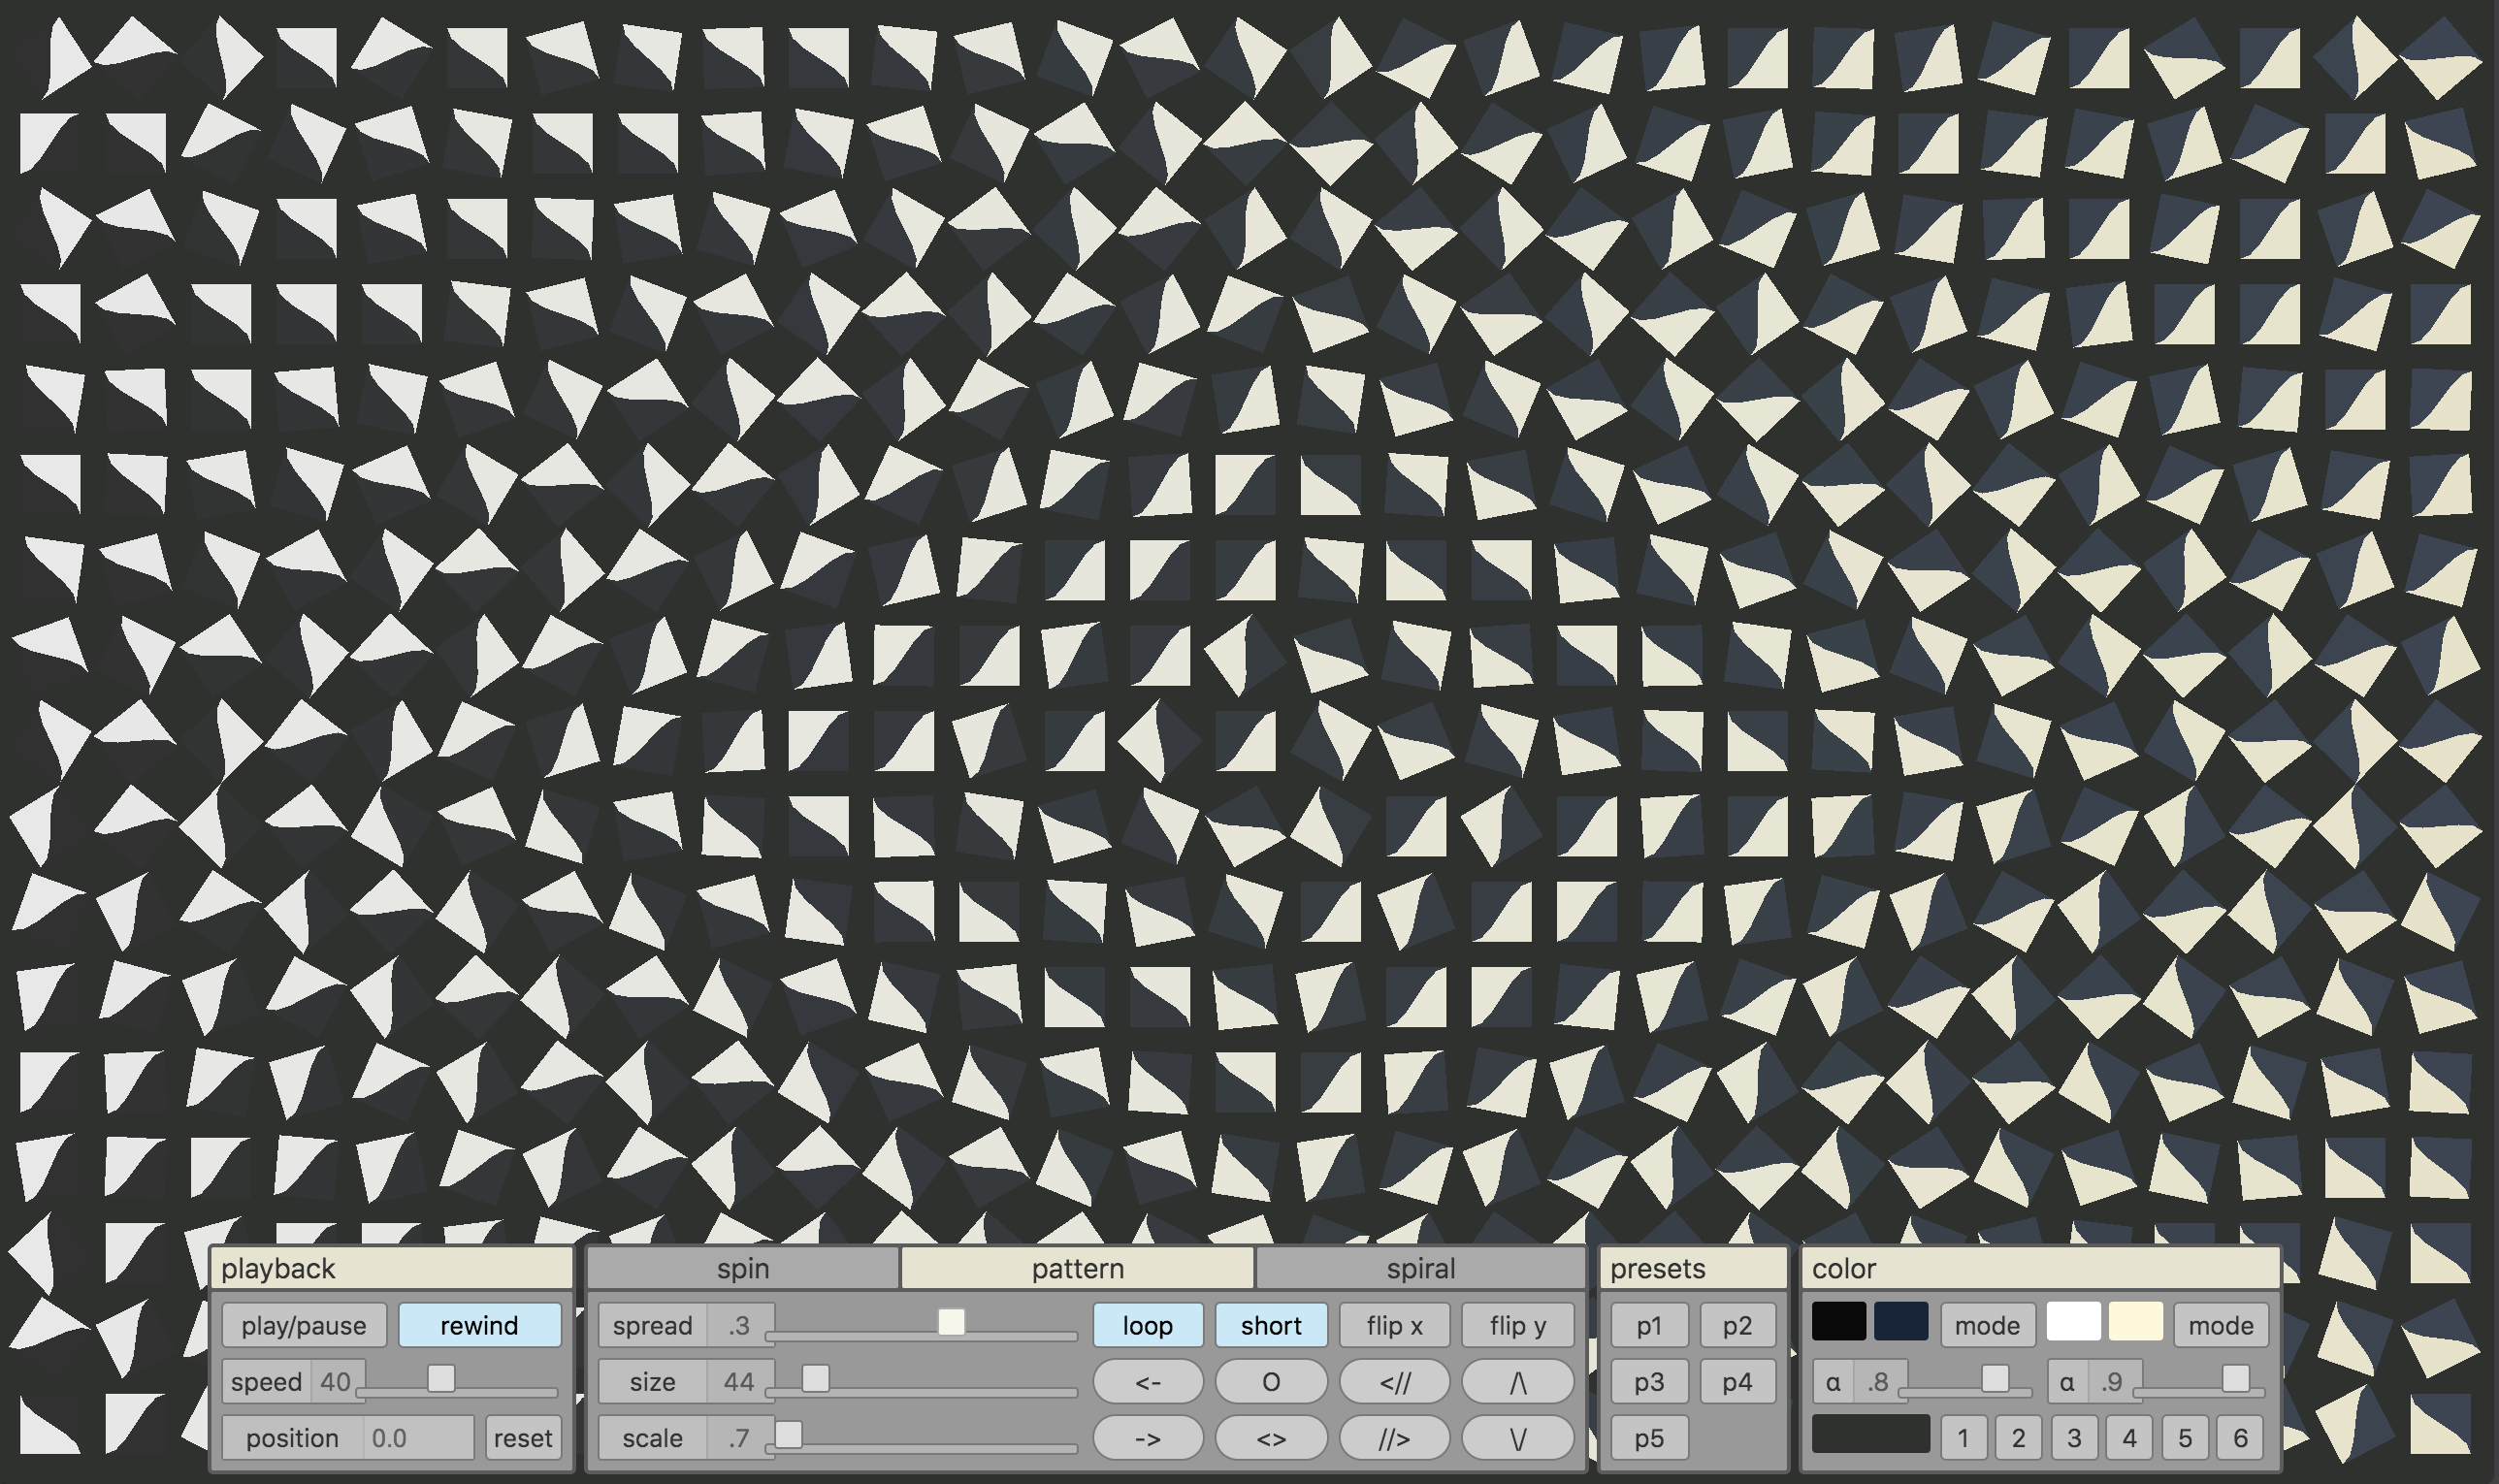 playback spin pattern spiral presets color
play/pause rewind spread .3 loop short flip x flip y p1 p2 mode mode
speed 40 size 44 <- O <// /\ p3 p4 α .8 α .9
position 0.0 reset scale .7 -> <> //> \/ p5 1 2 3 4 5 6